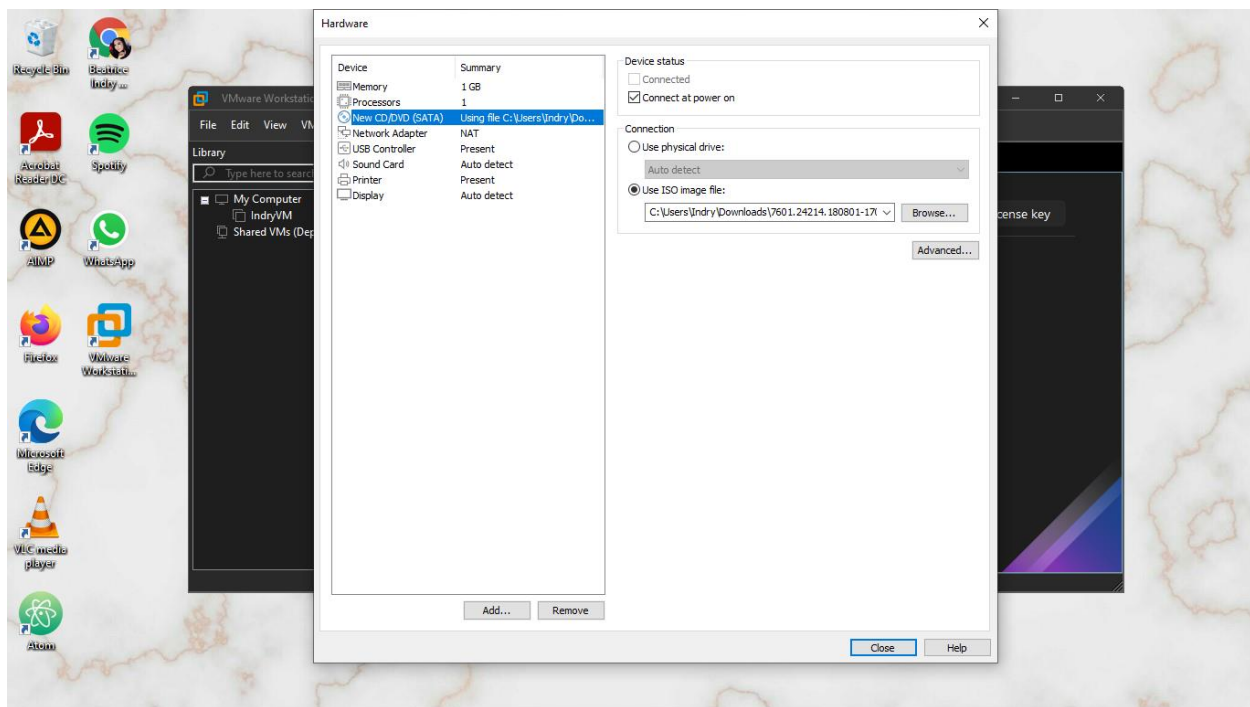 Hardware
Recycle Bin
Beatrice
Indry ...
Acrobat
Reader DC
Spotify
AIMP
WhatsApp
Firefox
VMware
Workstati...
Microsoft
Edge
VLC media
player
Atom
VMware Workstatio
File Edit View VM
Library
Type here to search
My Computer
IndryVM
Shared VMs (Dep
Device Summary
Memory 1 GB
Processors 1
New CD/DVD (SATA) Using file C:\Users\Indry\Do...
Network Adapter NAT
USB Controller Present
Sound Card Auto detect
Printer Present
Display Auto detect
Add... Remove
Device status
Connected
Connect at power on
Connection
Use physical drive:
Auto detect
Use ISO image file:
C:\Users\Indry\Downloads\7601.24214.180801-17(
Browse...
Advanced...
Close Help
cense key